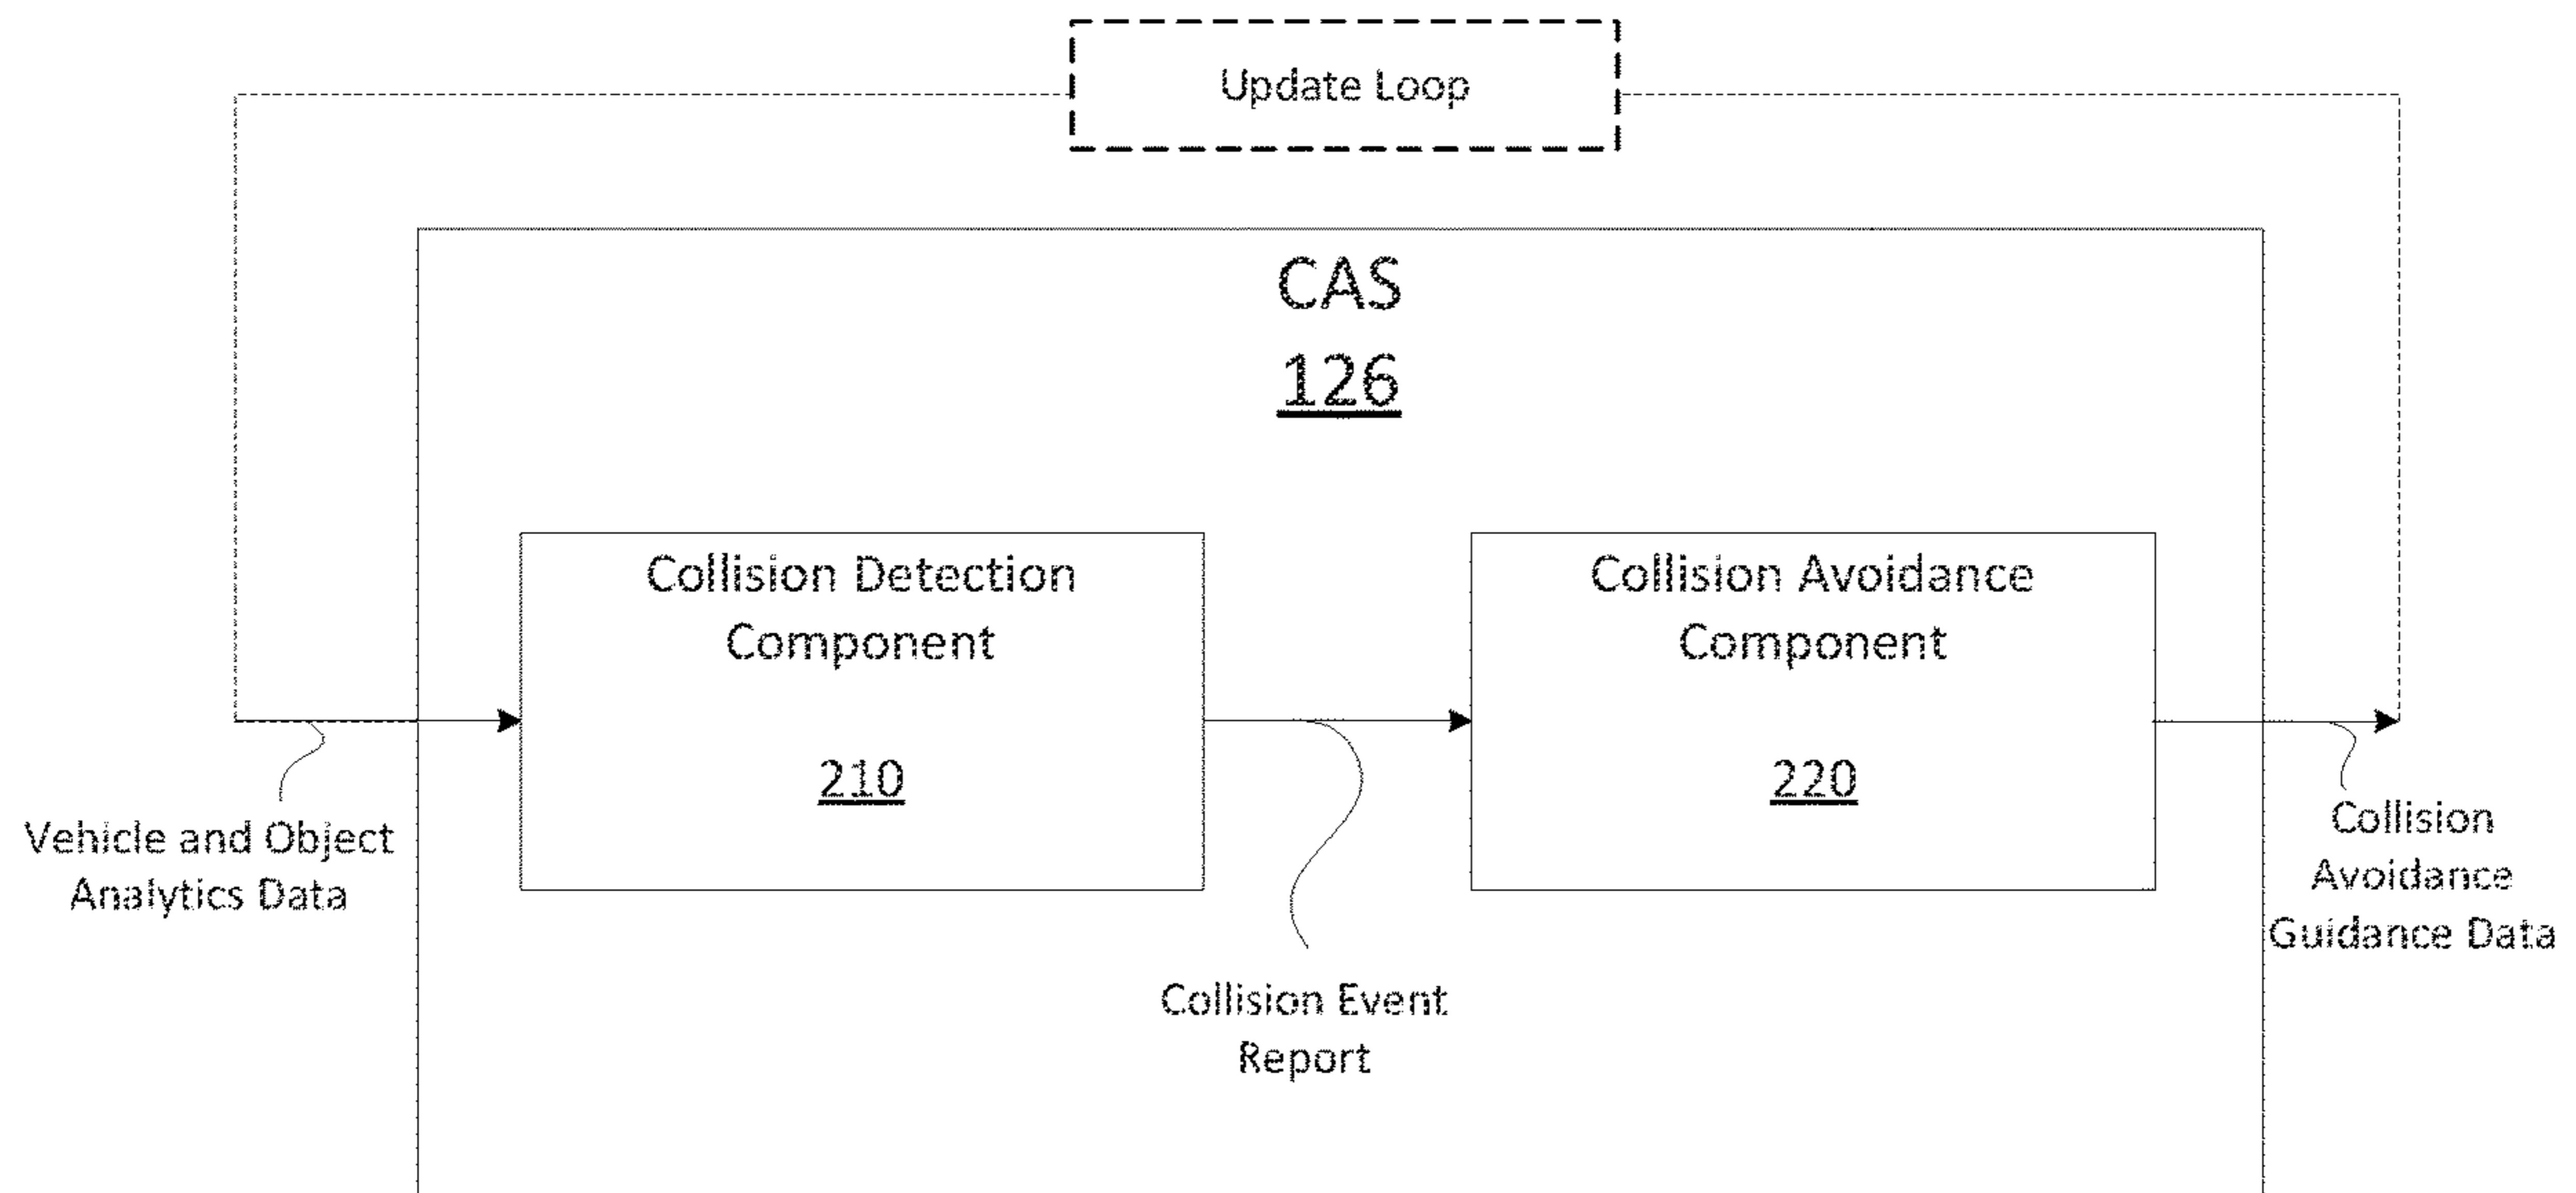 Update Loop
CAS
126
Collision Detection
Component
210
Collision Avoidance
Component
220
Vehicle and Object
Analytics Data
Collision Event
Report
Collision
Avoidance
Guidance Data